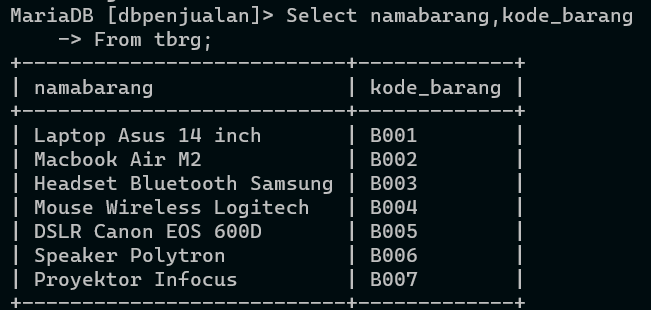 MariaDB [dbpenjualan]> Select namabarang,kode_barang
    -> From tbrg;
+---------------------------+-------------+
| namabarang                | kode_barang |
+---------------------------+-------------+
| Laptop Asus 14 inch       | B001        |
| Macbook Air M2            | B002        |
| Headset Bluetooth Samsung | B003        |
| Mouse Wireless Logitech   | B004        |
| DSLR Canon EOS 600D       | B005        |
| Speaker Polytron          | B006        |
| Proyektor Infocus         | B007        |
+---------------------------+-------------+